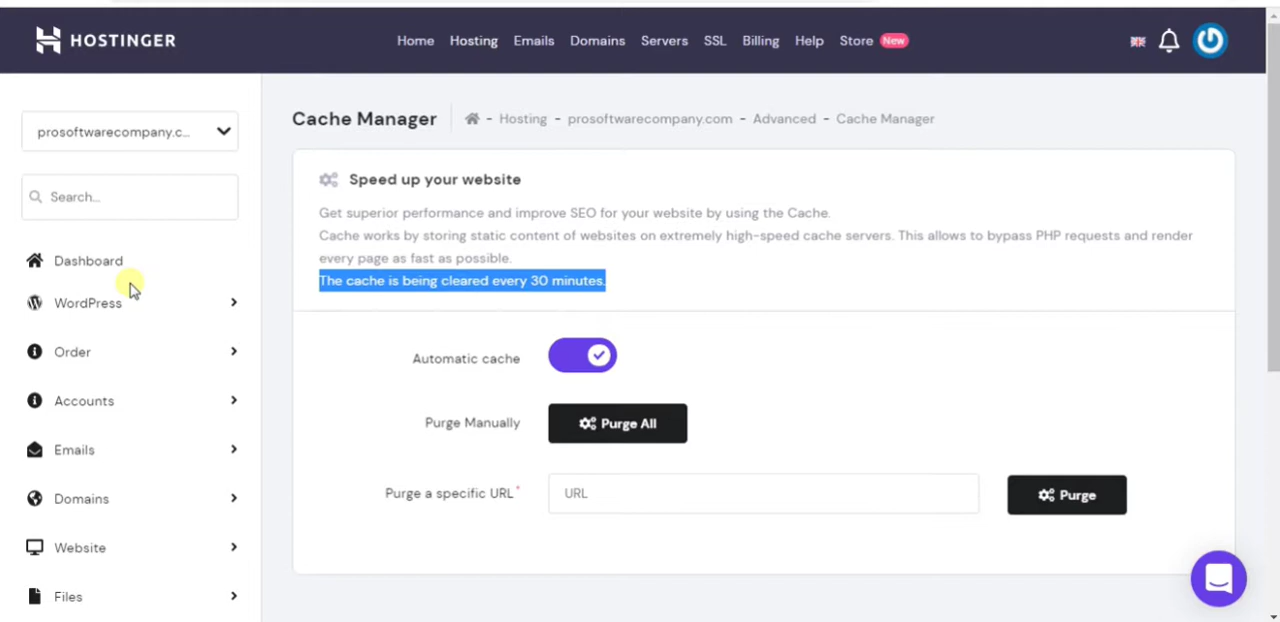 HOSTINGER
Home Hosting Emails Domains Servers SSL Billing Help Store New
prosoftwarecompany.c...
Search...
Dashboard
WordPress
Order
Accounts
Emails
Domains
Website
Files
Cache Manager - Hosting - prosoftwarecompany.com - Advanced - Cache Manager
Speed up your website
Get superior performance and improve SEO for your website by using the Cache.
Cache works by storing static content of websites on extremely high-speed cache servers. This allows to bypass PHP requests and render
every page as fast as possible.
The cache is being cleared every 30 minutes.
Automatic cache
Purge Manually Purge All
Purge a specific URL* URL Purge